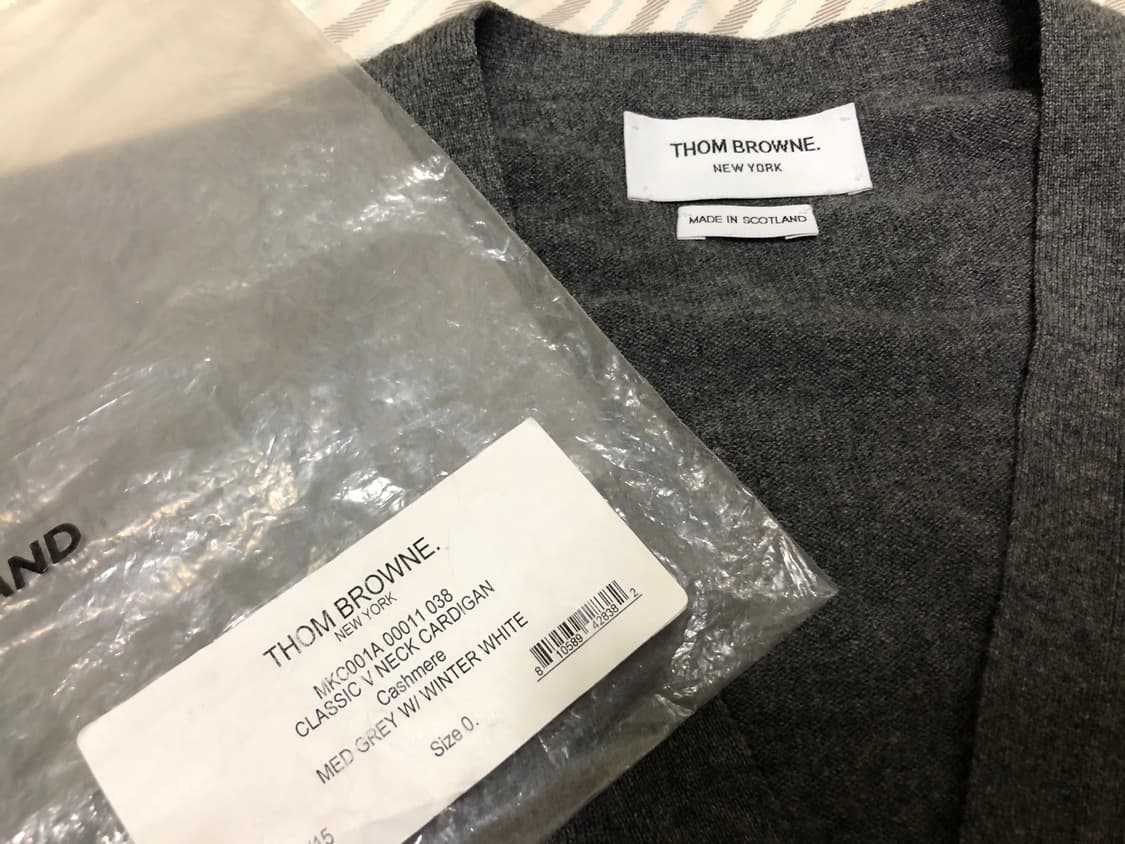 THOM BROWNE.
NEW YORK
MADE IN SCOTLAND
AND
THOM BROWNE.
NEW YORK
MKC001A 00011 038
CLASSIC V NECK CARDIGAN
Cashmere
MED GREY W/ WINTER WHITE
Size 0.
8 10589 42838 2
/15